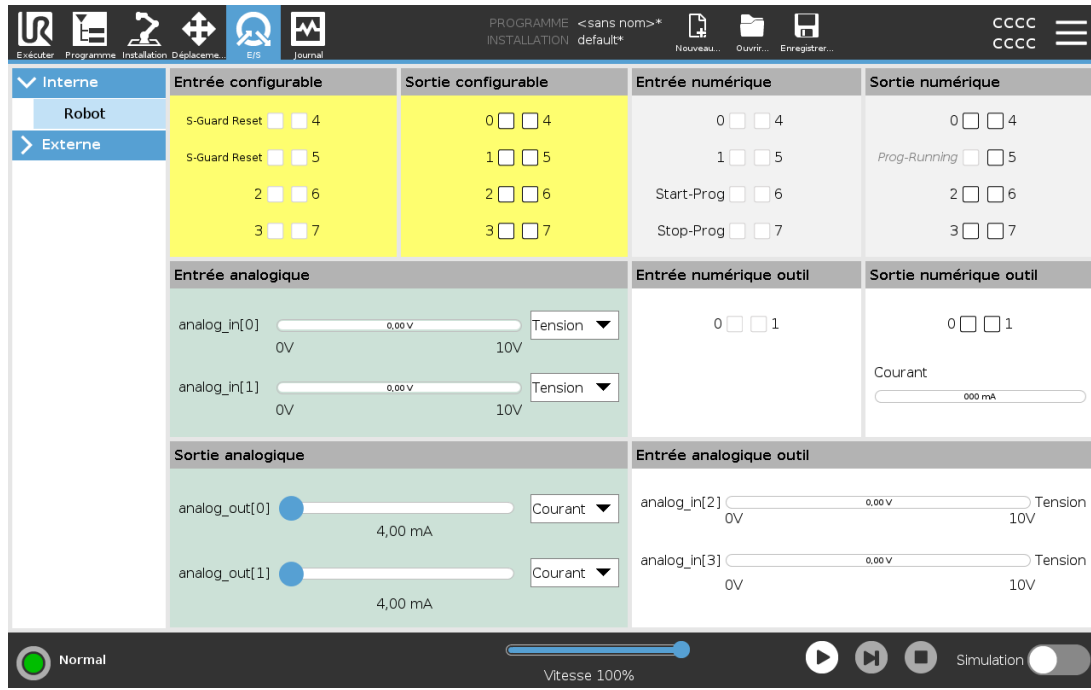 UR
PROGRAMME <sans nom>*
INSTALLATION default*
CCCC
CCCC
Exécuter Programme Installation Déplaceme... E/S Journal
Nouveau... Ouvrir... Enregistrer...
Interne
Robot
Externe
Entrée configurable
S-Guard Reset 4
S-Guard Reset 5
2 6
3 7
Sortie configurable
0 4
1 5
2 6
3 7
Entrée numérique
0 4
1 5
Start-Prog 6
Stop-Prog 7
Sortie numérique
0 4
Prog-Running 5
2 6
3 7
Entrée analogique
analog_in[0] 0,00 V Tension
0V 10V
analog_in[1] 0,00 V Tension
0V 10V
Entrée numérique outil
0 1
Sortie numérique outil
0 1
Courant
000 mA
Sortie analogique
analog_out[0] Courant
4,00 mA
analog_out[1] Courant
4,00 mA
Entrée analogique outil
analog_in[2] 0,00 V Tension
0V 10V
analog_in[3] 0,00 V Tension
0V 10V
Normal
Vitesse 100%
Simulation